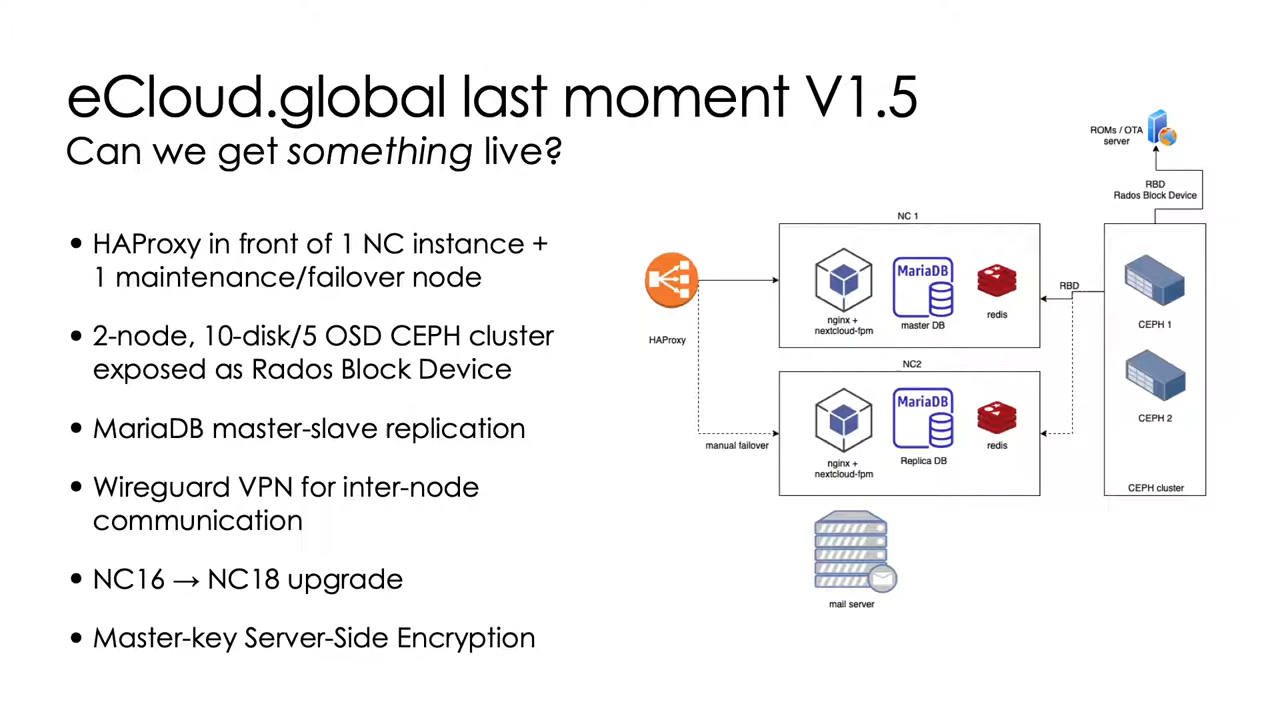 eCloud.global last moment V1.5
Can we get something live?
• HAProxy in front of 1 NC instance +
1 maintenance/failover node
• 2-node, 10-disk/5 OSD CEPH cluster
exposed as Rados Block Device
• MariaDB master-slave replication
• Wireguard VPN for inter-node
communication
• NC16 → NC18 upgrade
• Master-key Server-Side Encryption
ROMs / OTA
server
RBD
Rados Block Device
NC 1
HAProxy
nginx +
nextcloud-fpm
MariaDB
master DB
redis
RBD
CEPH 1
NC2
manual failover
nginx +
nextcloud-fpm
MariaDB
Replica DB
redis
CEPH 2
CEPH cluster
mail server